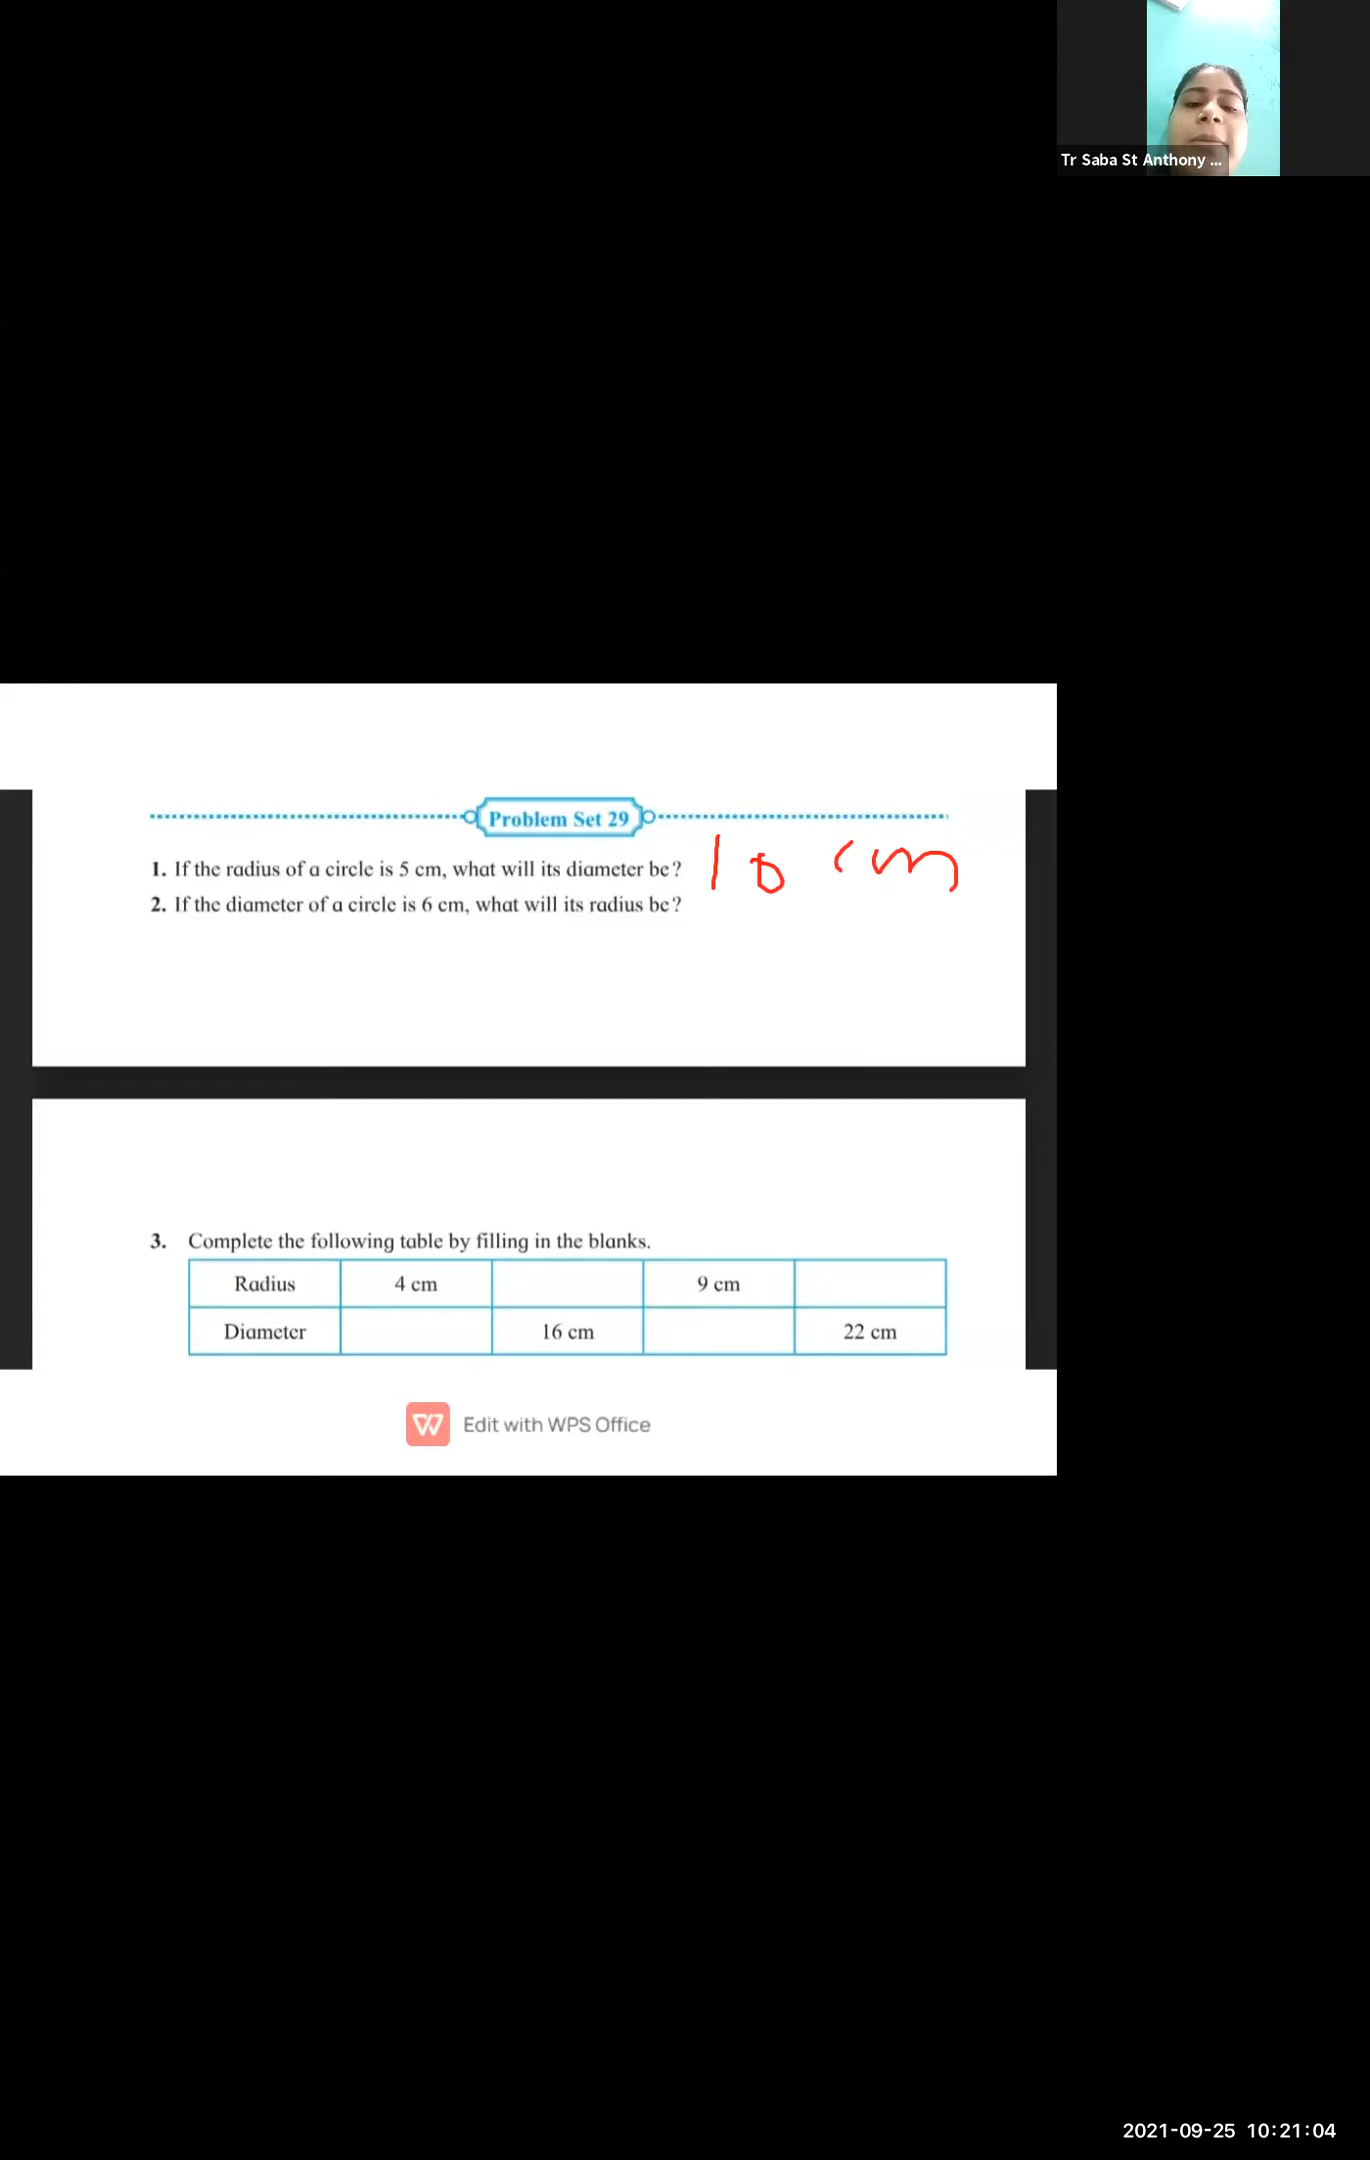 Tr Saba St Anthony ...
Problem Set 29
1. If the radius of a circle is 5 cm, what will its diameter be? 10 cm
2. If the diameter of a circle is 6 cm, what will its radius be?
3. Complete the following table by filling in the blanks.
Radius 4 cm 9 cm
Diameter 16 cm 22 cm
Edit with WPS Office
2021-09-25 10:21:04